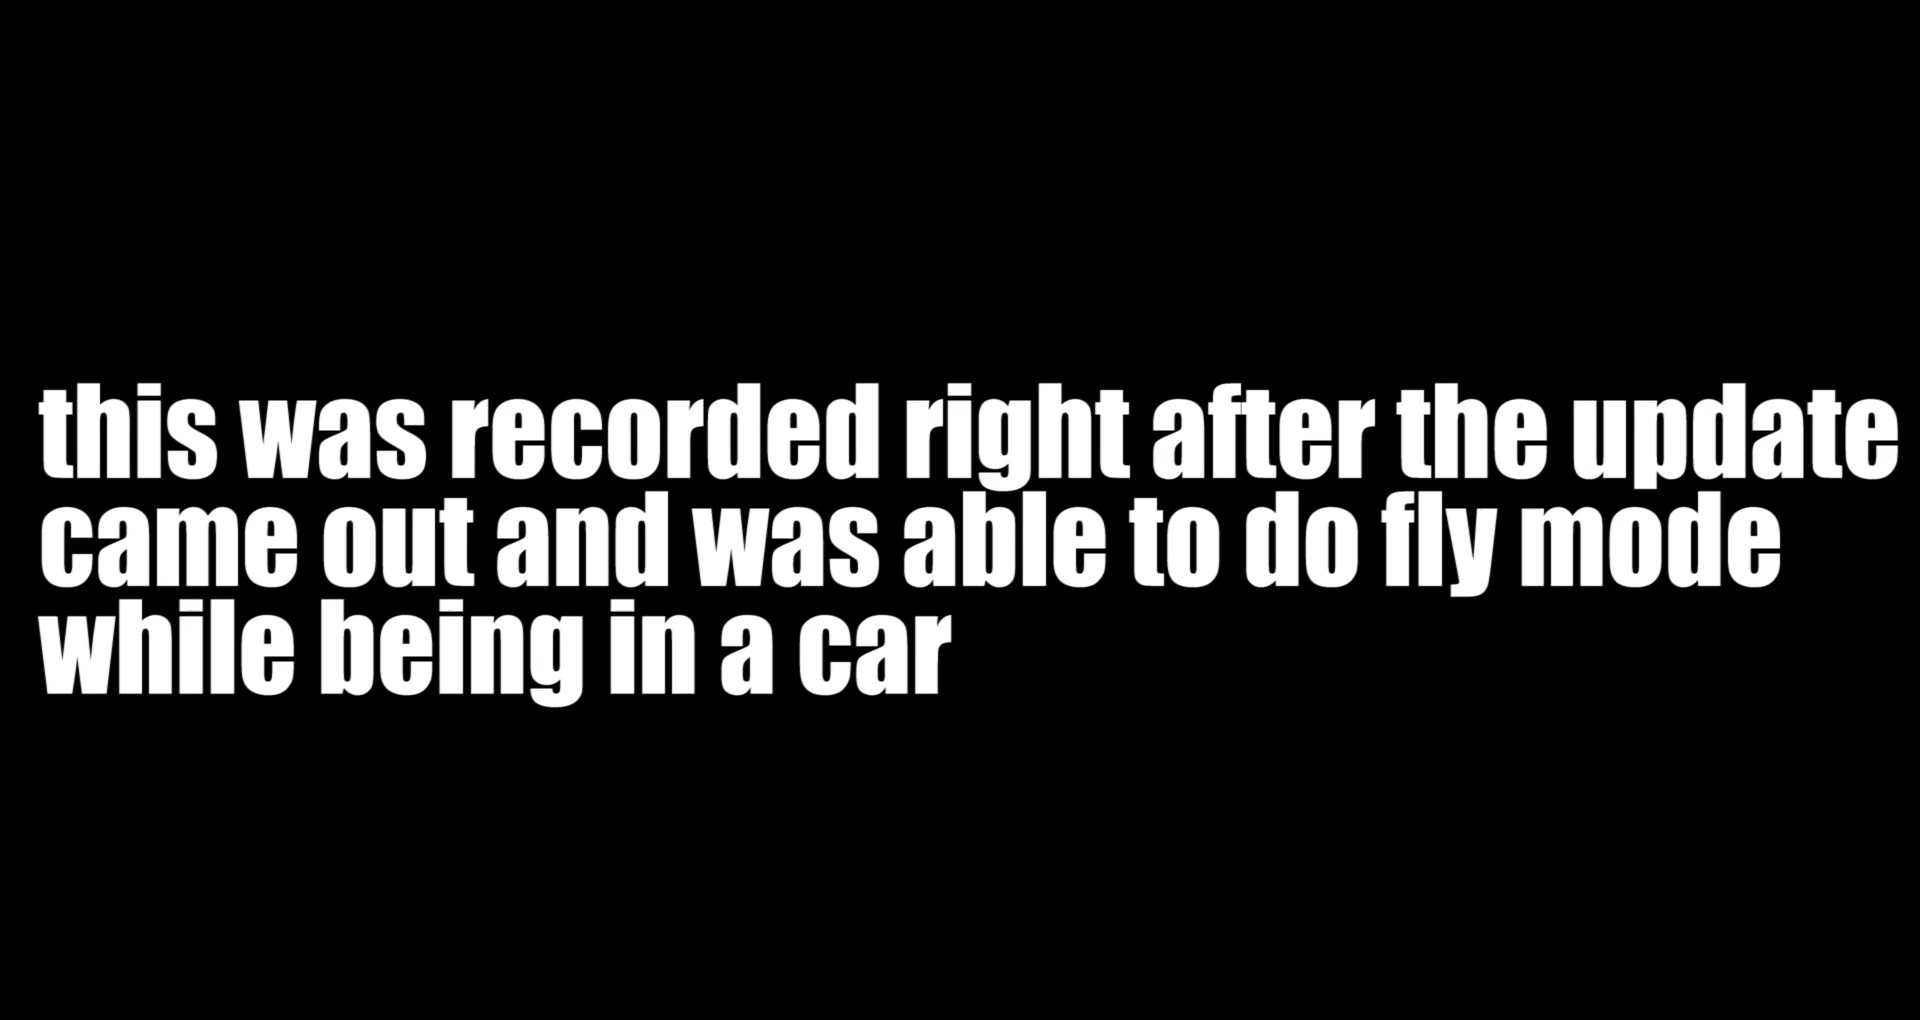 this was recorded right after the update
came out and was able to do fly mode
while being in a car